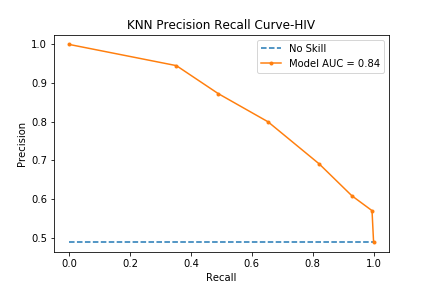 KNN Precision Recall Curve-HIV
No Skill
Model AUC = 0.84
Precision
1.0
0.9
0.8
0.7
0.6
0.5
0.0 0.2 0.4 0.6 0.8 1.0
Recall